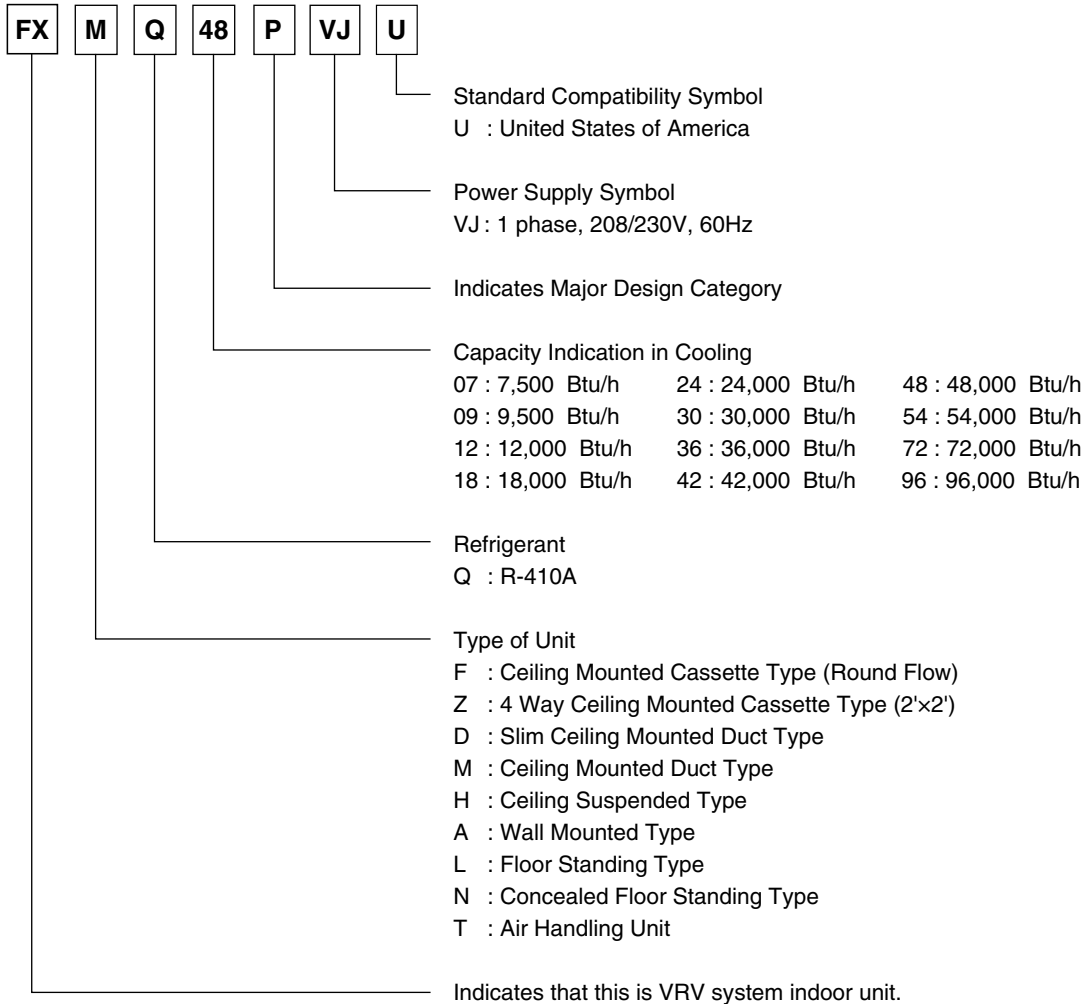 FX M Q 48 P VJ U
Standard Compatibility Symbol
U : United States of America
Power Supply Symbol
VJ : 1 phase, 208/230V, 60Hz
Indicates Major Design Category
Capacity Indication in Cooling
07 : 7,500 Btu/h 24 : 24,000 Btu/h 48 : 48,000 Btu/h
09 : 9,500 Btu/h 30 : 30,000 Btu/h 54 : 54,000 Btu/h
12 : 12,000 Btu/h 36 : 36,000 Btu/h 72 : 72,000 Btu/h
18 : 18,000 Btu/h 42 : 42,000 Btu/h 96 : 96,000 Btu/h
Refrigerant
Q : R-410A
Type of Unit
F : Ceiling Mounted Cassette Type (Round Flow)
Z : 4 Way Ceiling Mounted Cassette Type (2'×2')
D : Slim Ceiling Mounted Duct Type
M : Ceiling Mounted Duct Type
H : Ceiling Suspended Type
A : Wall Mounted Type
L : Floor Standing Type
N : Concealed Floor Standing Type
T : Air Handling Unit
Indicates that this is VRV system indoor unit.